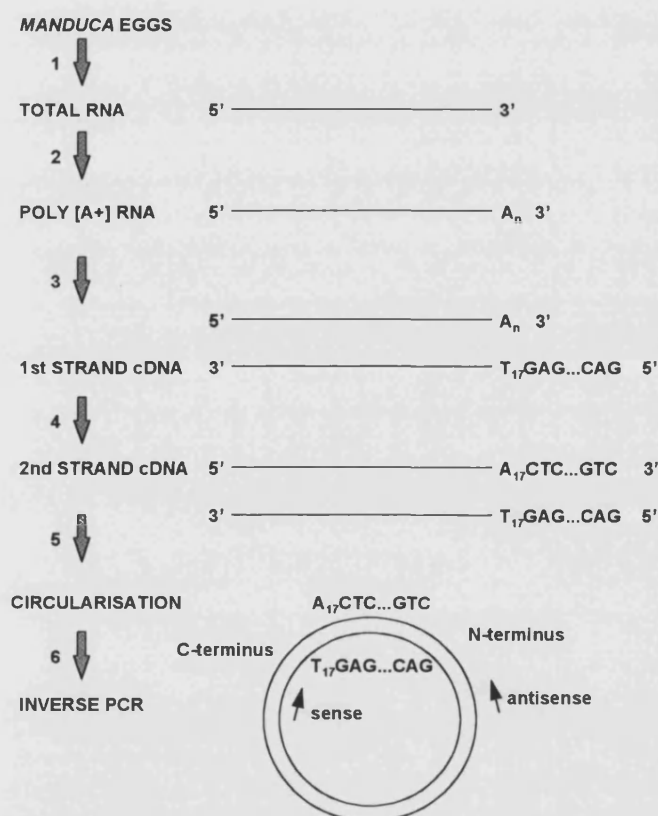 MANDUCA EGGS
1
TOTAL RNA 5' 3'
2
POLY [A+] RNA 5' Aₙ 3'
3
5' Aₙ 3'
1st STRAND cDNA 3' T₁₇GAG...CAG 5'
4
2nd STRAND cDNA 5' A₁₇CTC...GTC 3'
3' T₁₇GAG...CAG 5'
5
CIRCULARISATION A₁₇CTC...GTC
N-terminus
C-terminus
6
T₁₇GAG...CAG
INVERSE PCR
antisense
sense